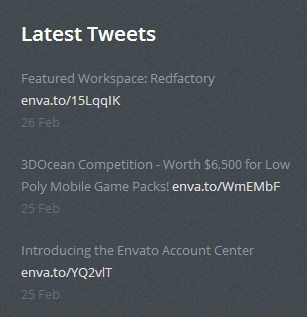 Latest Tweets
Featured Workspace: Redfactory
enva.to/15LqqIK
26 Feb
3DOcean Competition - Worth $6,500 for Low
Poly Mobile Game Packs! enva.to/WmEMbF
25 Feb
Introducing the Envato Account Center
enva.to/YQ2vlT
25 Feb